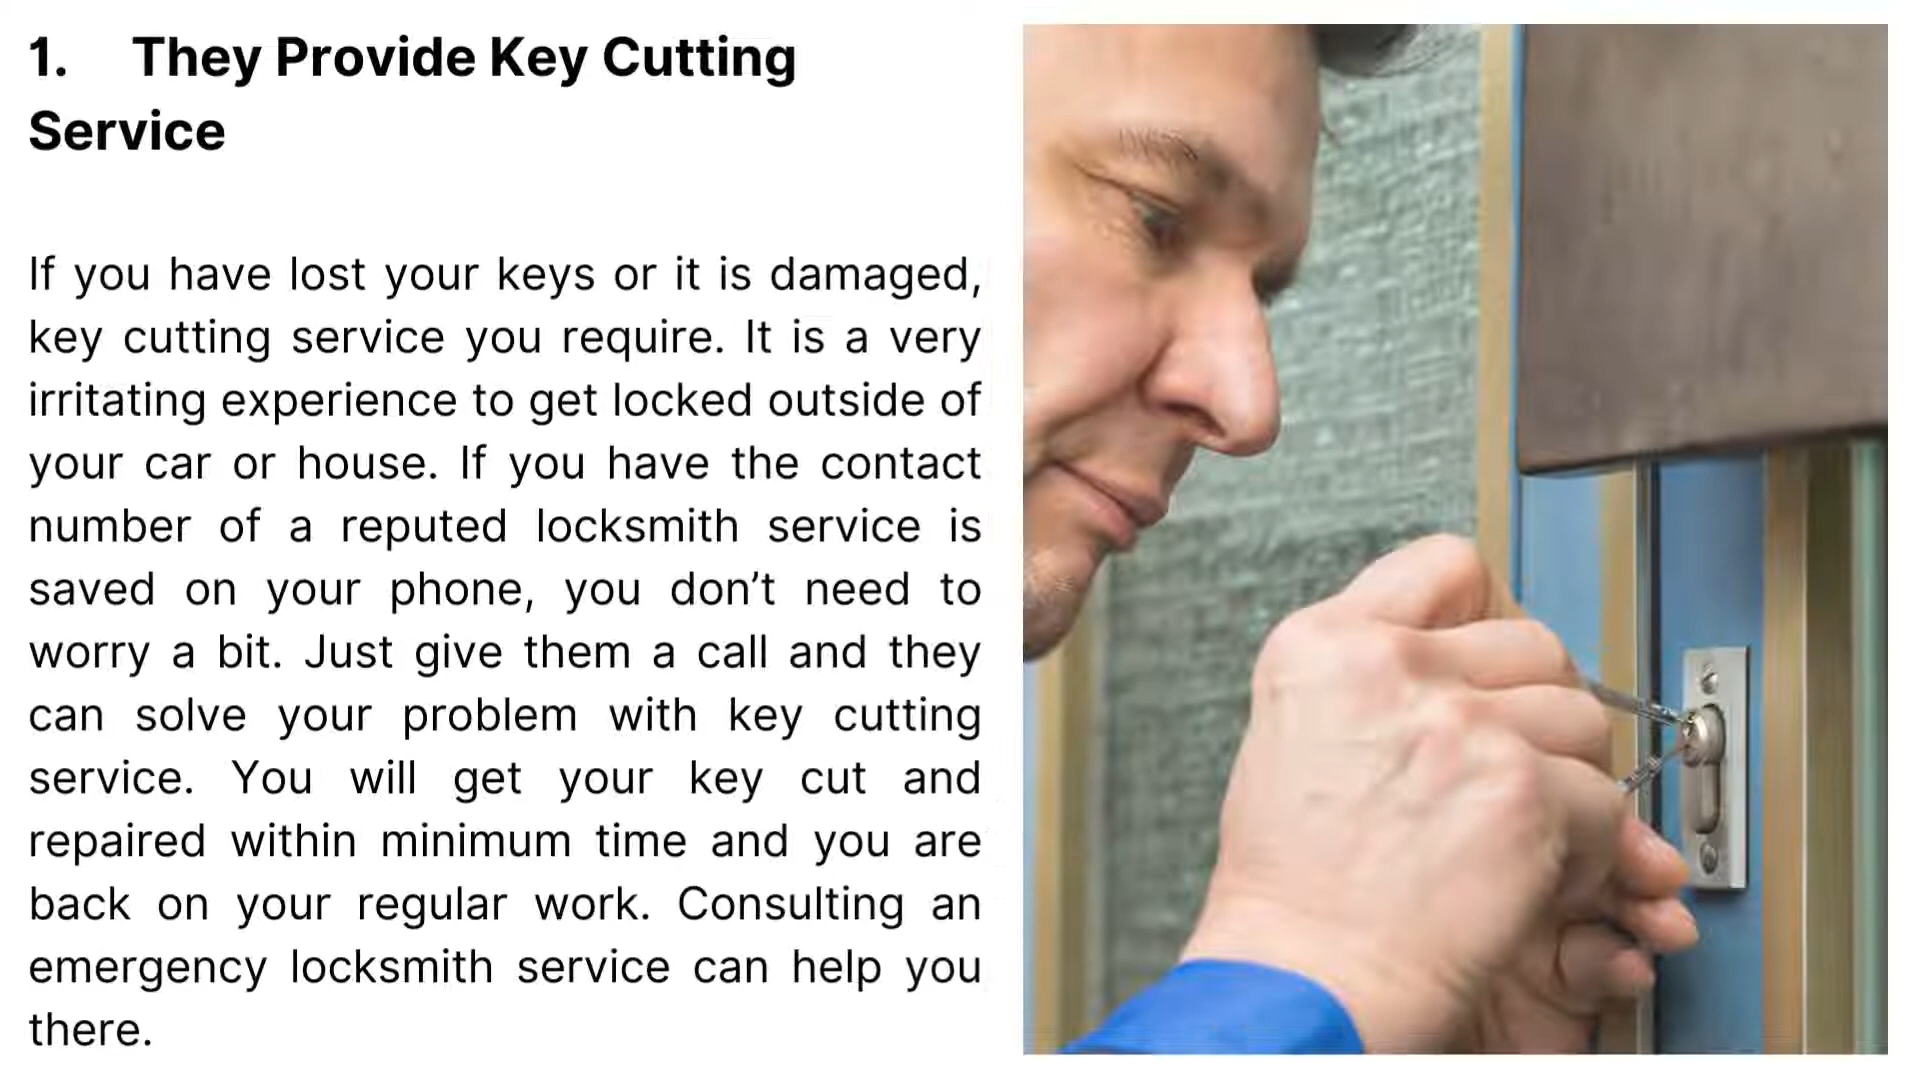 1. They Provide Key Cutting
Service
If you have lost your keys or it is damaged,
key cutting service you require. It is a very
irritating experience to get locked outside of
your car or house. If you have the contact
number of a reputed locksmith service is
saved on your phone, you don’t need to
worry a bit. Just give them a call and they
can solve your problem with key cutting
service. You will get your key cut and
repaired within minimum time and you are
back on your regular work. Consulting an
emergency locksmith service can help you
there.